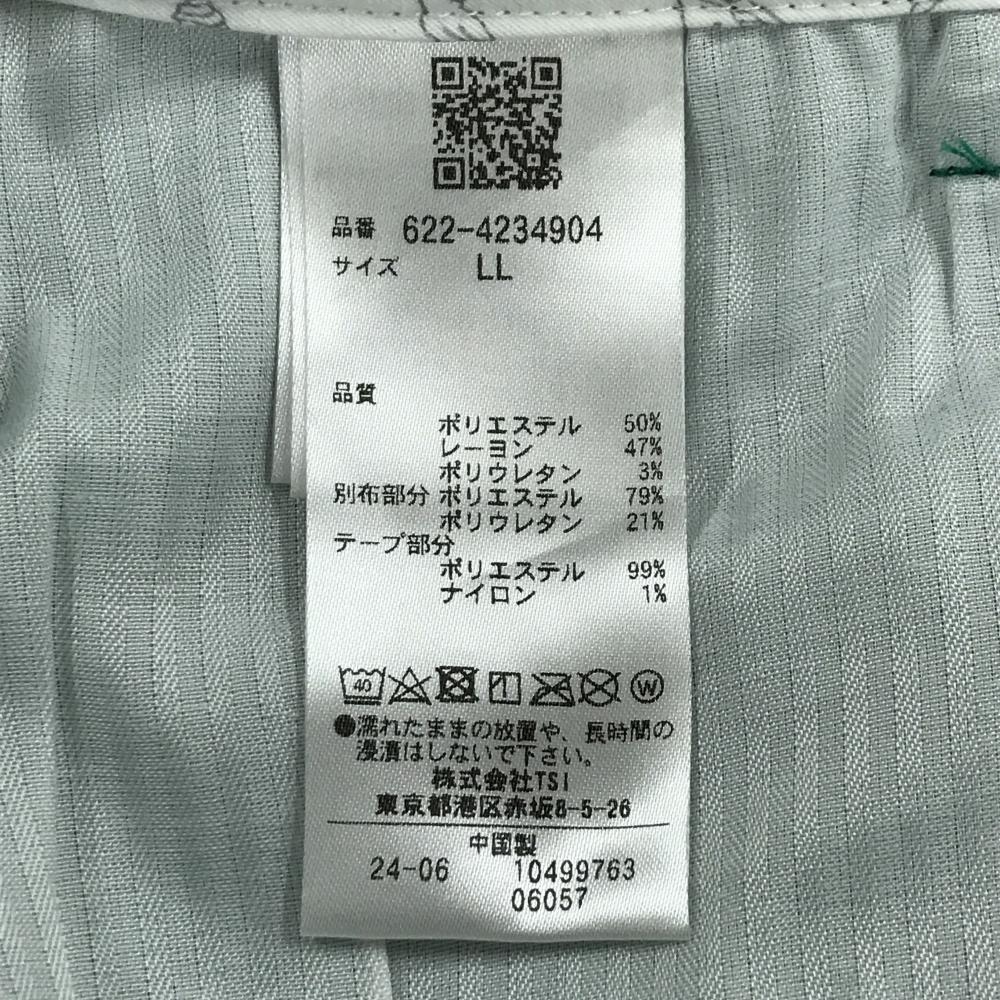 品番 622-4234904
サイズ LL
品質
ポリエステル 50%
レーヨン 47%
ポリウレタン 3%
別布部分 ポリエステル 79%
ポリウレタン 21%
テープ部分
ポリエステル 99%
ナイロン 1%
40 W
●濡れたままの放置や、長時間の
浸漬はしないで下さい。
株式会社TSI
東京都港区赤坂8-5-26
中国製
24-06 10499763
06057